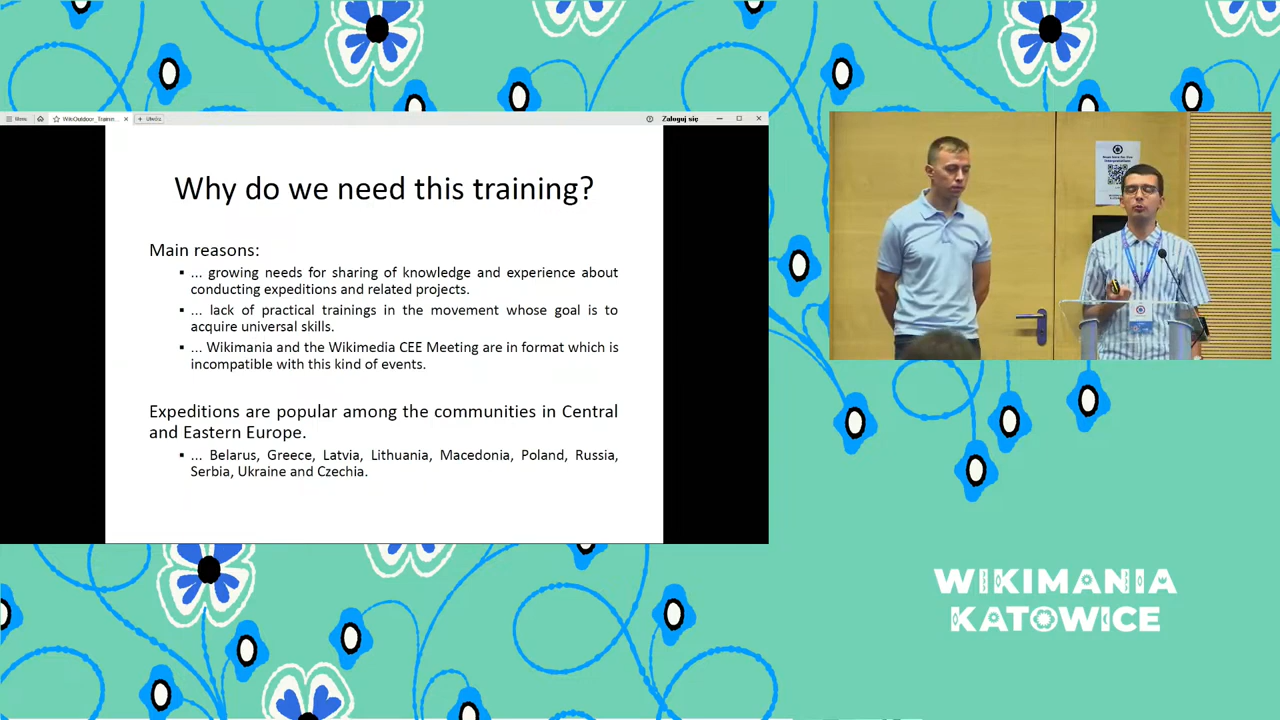 Menu
WikiOutdoor_Trainin...
Utwórz
Zaloguj się
Why do we need this training?
Main reasons:
▪ ... growing needs for sharing of knowledge and experience about
conducting expeditions and related projects.
▪ ... lack of practical trainings in the movement whose goal is to
acquire universal skills.
▪ ... Wikimania and the Wikimedia CEE Meeting are in format which is
incompatible with this kind of events.
Expeditions are popular among the communities in Central
and Eastern Europe.
▪ ... Belarus, Greece, Latvia, Lithuania, Macedonia, Poland, Russia,
Serbia, Ukraine and Czechia.
WIKIMANIA
KATOWICE